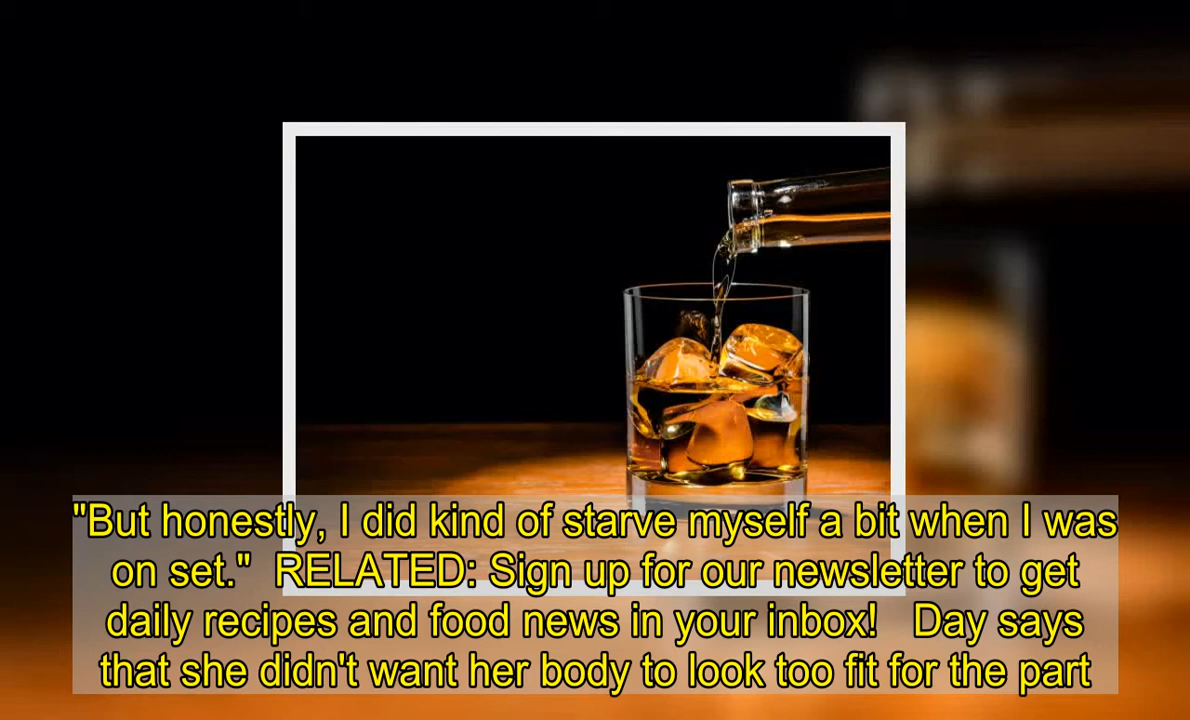 "But honestly, I did kind of starve myself a bit when I was
on set."  RELATED: Sign up for our newsletter to get
daily recipes and food news in your inbox!   Day says
that she didn't want her body to look too fit for the part